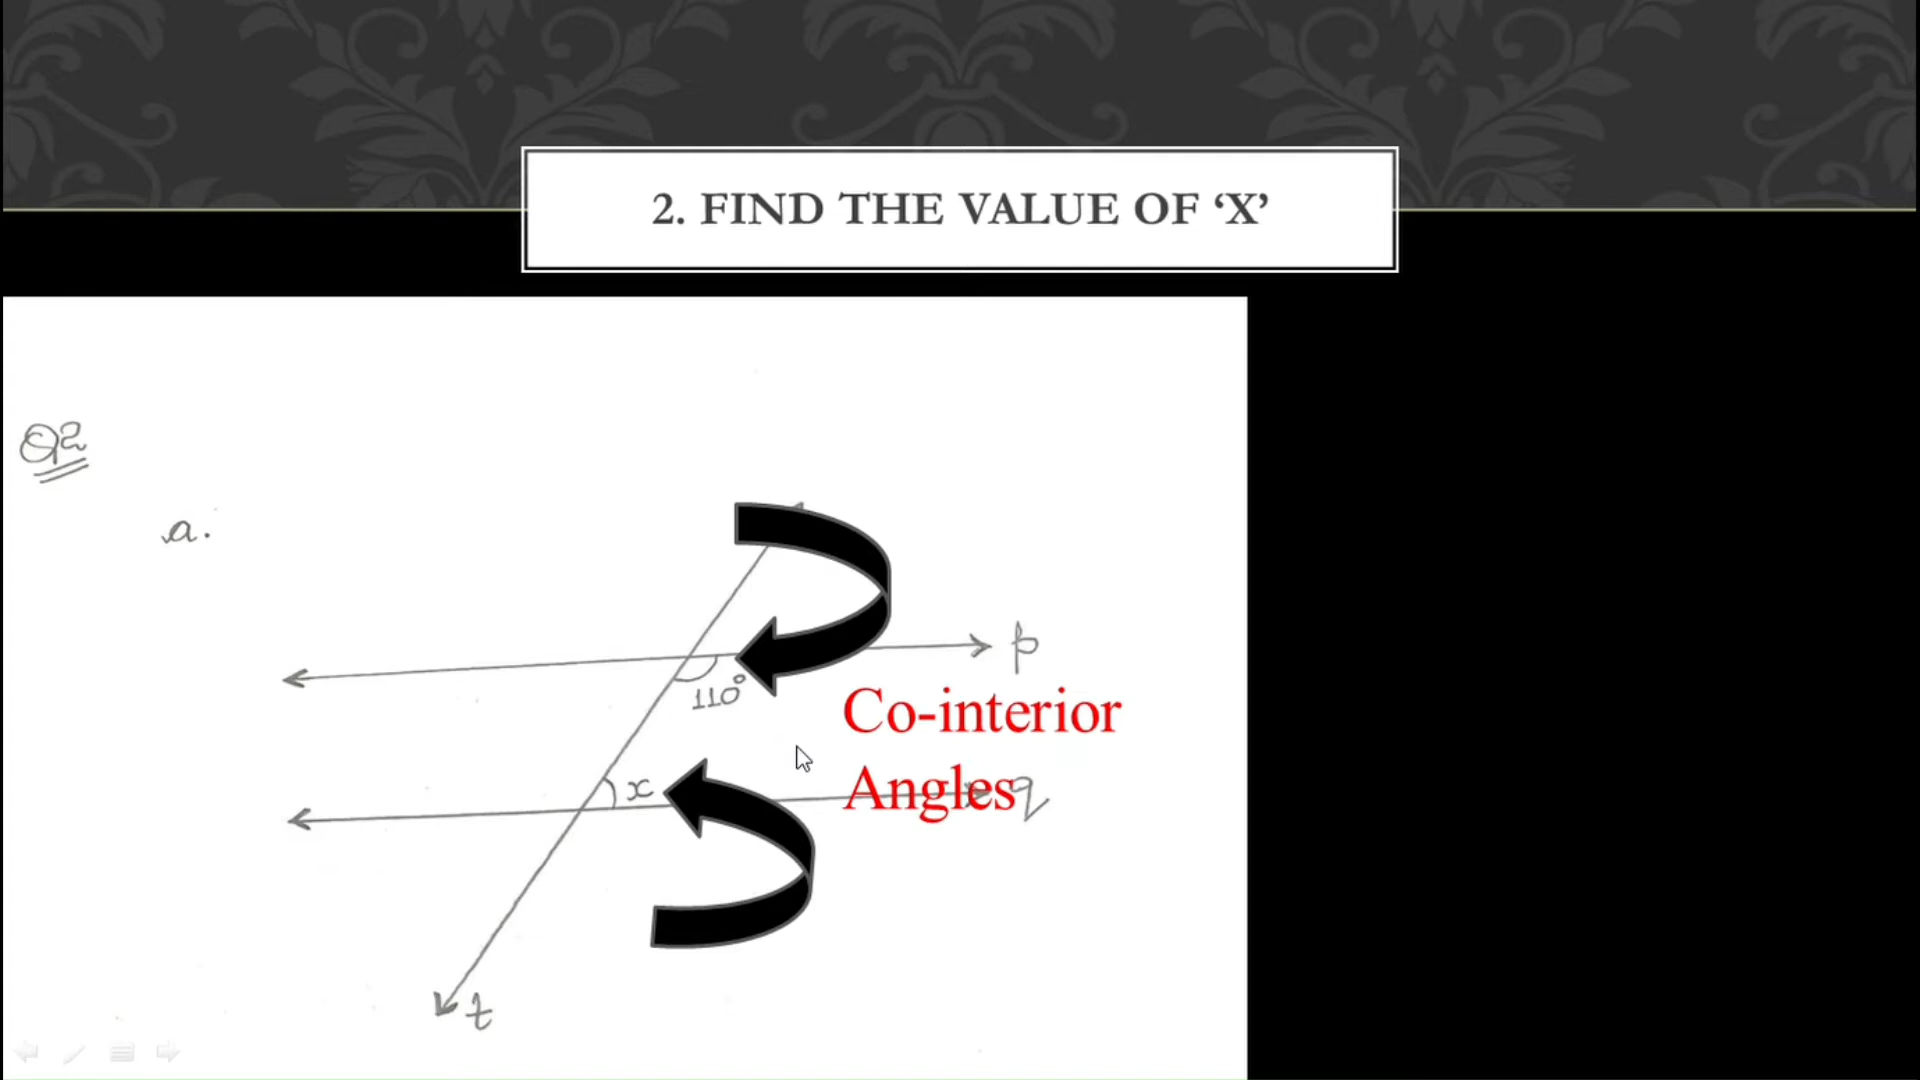 2. FIND THE VALUE OF ‘X’
Q2
a.
p
110°
Co-interior
x
Angles
q
t